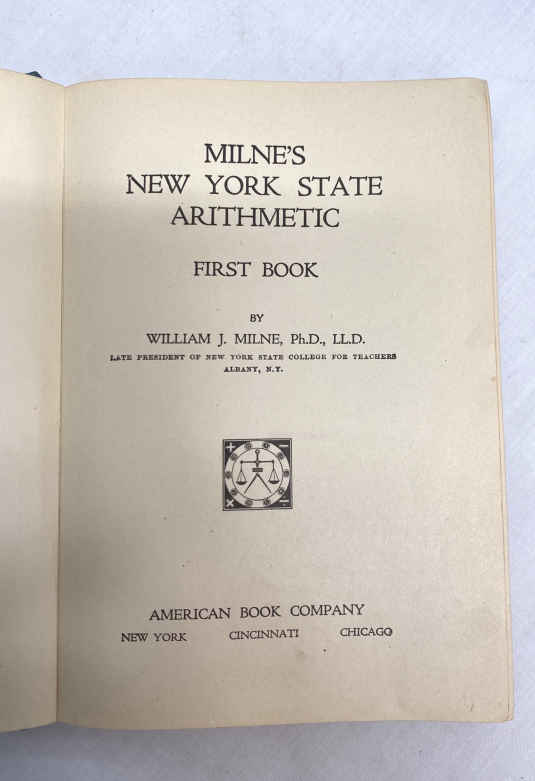 MILNE'S
NEW YORK STATE
ARITHMETIC
FIRST BOOK
BY
WILLIAM J. MILNE, Ph.D., LL.D.
LATE PRESIDENT OF NEW YORK STATE COLLEGE FOR TEACHERS
ALBANY, N.Y.
AMERICAN BOOK COMPANY
NEW YORK CINCINNATI CHICAGO